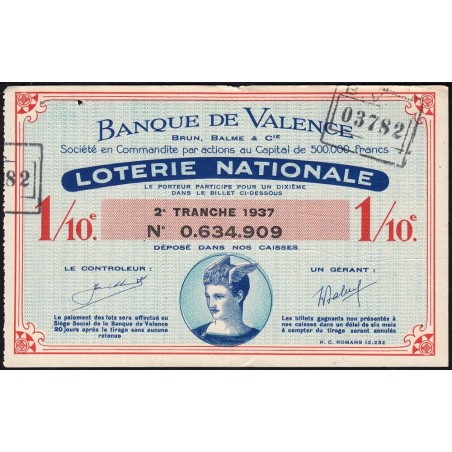 03782
BANQUE DE VALENCE
BRUN, BALME & CIE
Société en Commandite par actions au Capital de 500.000 francs
82
LOTERIE NATIONALE
LE PORTEUR PARTICIPE POUR UN DIXIÈME
DANS LE BILLET CI-DESSOUS
1/10.e 2e TRANCHE 1937 1/10.e
N° 0.634.909
DÉPOSÉ DANS NOS CAISSES
LE CONTROLEUR : UN GÉRANT :
Le paiement des lots sera effectué au
Siège Social de la Banque de Valence
20 jours après le tirage sans aucune
retenue
Les billets gagnants non présentés à
nos caisses dans un délai de six mois
à compter du tirage seront annulés
R. C. ROMANS 12.232